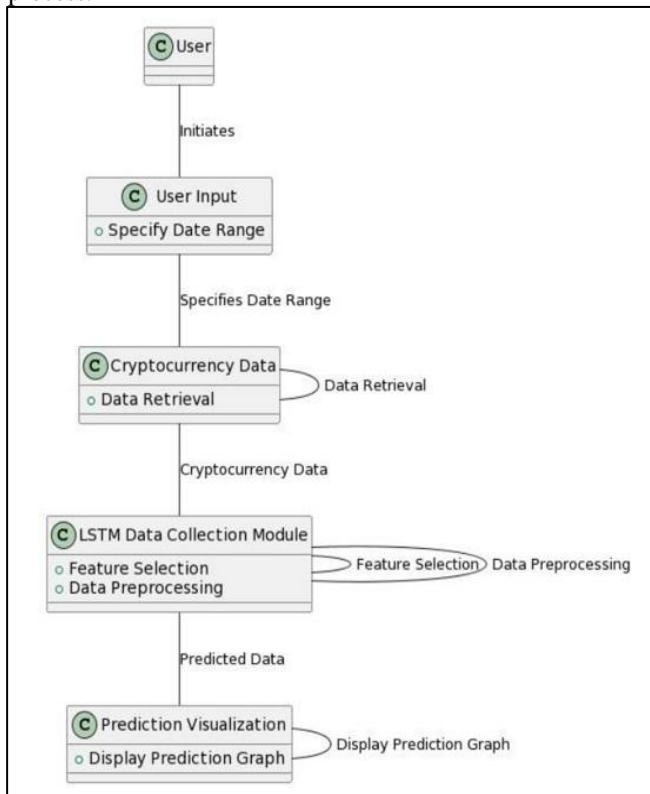 C User
Initiates
C User Input
Specify Date Range
Specifies Date Range
C Cryptocurrency Data
Data Retrieval
Data Retrieval
Cryptocurrency Data
C LSTM Data Collection Module
Feature Selection
Data Preprocessing
Feature Selection
Data Preprocessing
Predicted Data
C Prediction Visualization
Display Prediction Graph
Display Prediction Graph